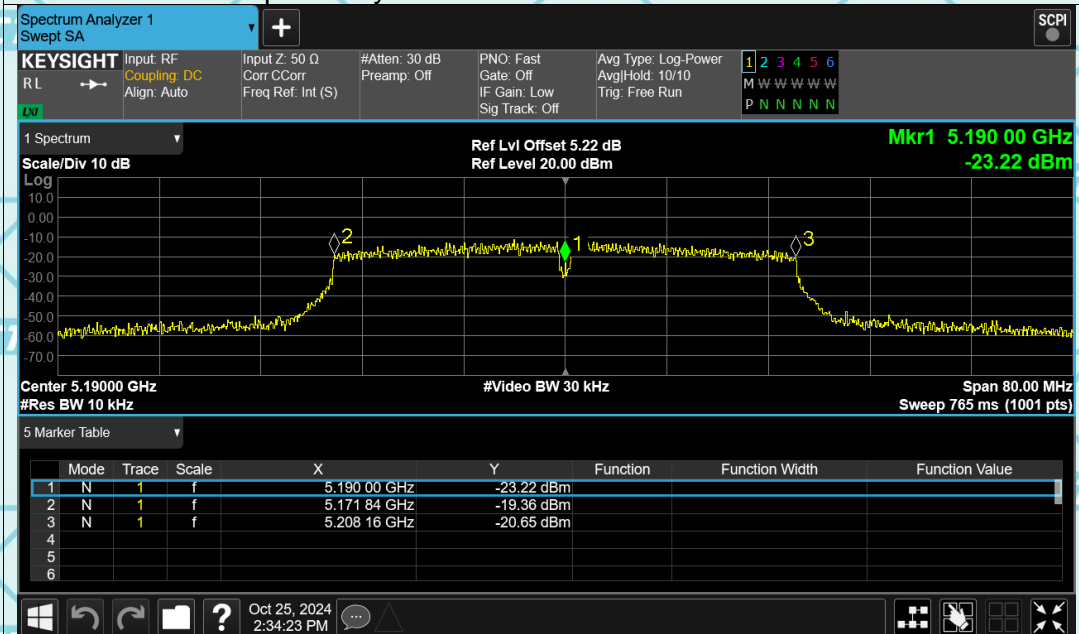 Spectrum Analyzer 1
Swept SA
+
SCPI
KEYSIGHT
RL
LXI
Input: RF
Coupling: DC
Align: Auto
Input Z: 50 Ω
Corr CCorr
Freq Ref: Int (S)
#Atten: 30 dB
Preamp: Off
PNO: Fast
Gate: Off
IF Gain: Low
Sig Track: Off
Avg Type: Log-Power
Avg|Hold: 10/10
Trig: Free Run
1 2 3 4 5 6
M W W W W W
P N N N N N
1 Spectrum
Scale/Div 10 dB
Ref Lvl Offset 5.22 dB
Ref Level 20.00 dBm
Mkr1 5.190 00 GHz
-23.22 dBm
Log
10.0
0.00
-10.0
-20.0
-30.0
-40.0
-50.0
-60.0
-70.0
2
1
3
Center 5.19000 GHz
#Video BW 30 kHz
Span 80.00 MHz
#Res BW 10 kHz
Sweep 765 ms (1001 pts)
5 Marker Table
Mode Trace Scale X Y Function Function Width Function Value
1 N 1 f 5.190 00 GHz -23.22 dBm
2 N 1 f 5.171 84 GHz -19.36 dBm
3 N 1 f 5.208 16 GHz -20.65 dBm
4
5
6
?
Oct 25, 2024
2:34:23 PM